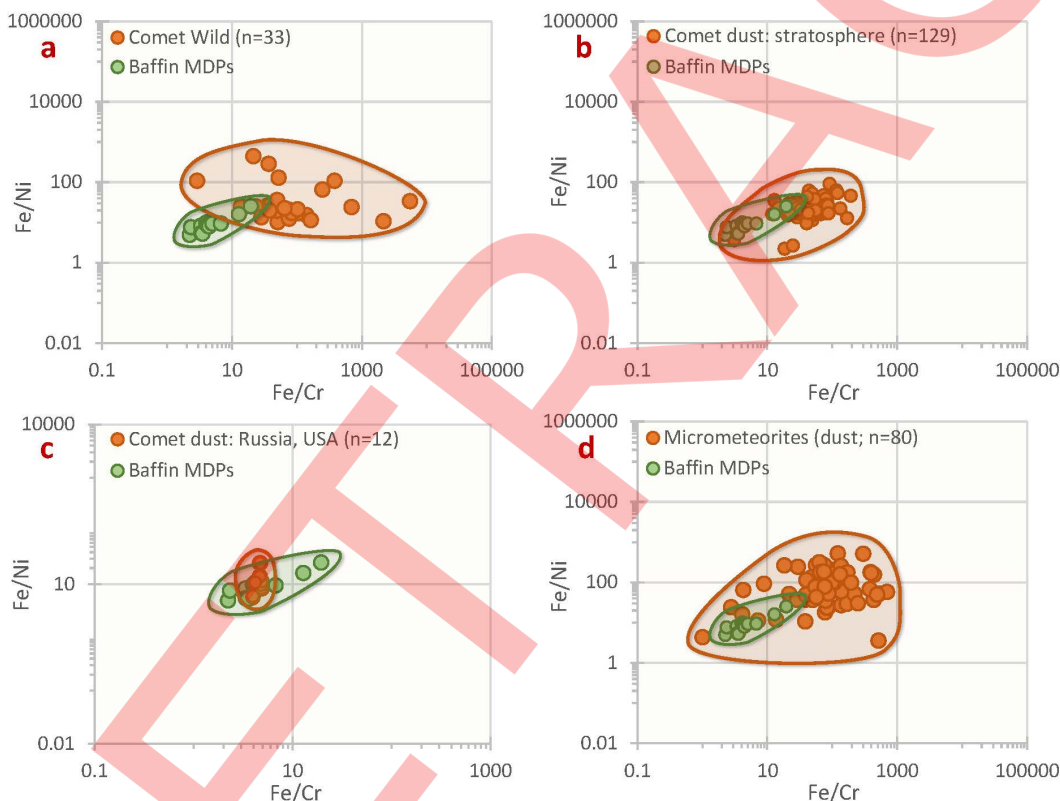 a
Comet Wild (n=33)
Baffin MDPs
1000000
10000
100
1
0.01
Fe/Ni
0.1
10
1000
100000
Fe/Cr
b
Comet dust: stratosphere (n=129)
Baffin MDPs
1000000
10000
100
1
0.01
Fe/Ni
0.1
10
1000
100000
Fe/Cr
c
Comet dust: Russia, USA (n=12)
Baffin MDPs
10000
10
0.01
Fe/Ni
0.1
10
1000
Fe/Cr
d
Micrometeorites (dust; n=80)
Baffin MDPs
1000000
10000
100
1
0.01
Fe/Ni
0.1
10
1000
100000
Fe/Cr